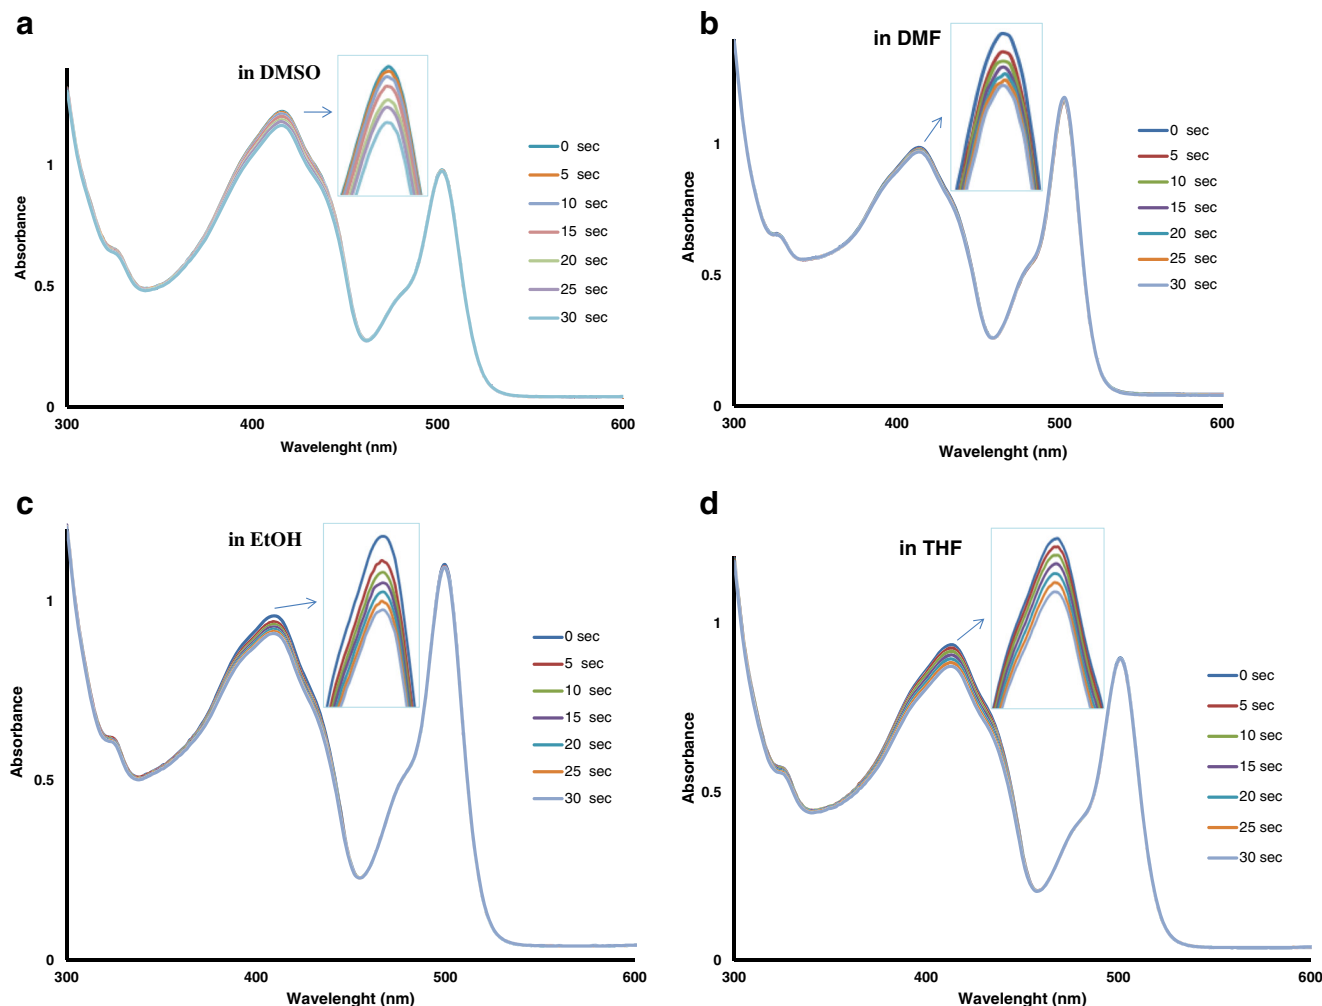 a
in DMSO
1
0.5
0
Absorbance
300
400
500
600
Wavelenght (nm)
0 sec
5 sec
10 sec
15 sec
20 sec
25 sec
30 sec
b
in DMF
1
0.5
0
Absorbance
300
400
500
600
Wavelenght (nm)
0 sec
5 sec
10 sec
15 sec
20 sec
25 sec
30 sec
c
in EtOH
1
0.5
0
Absorbance
300
400
500
600
Wavelenght (nm)
0 sec
5 sec
10 sec
15 sec
20 sec
25 sec
30 sec
d
in THF
1
0.5
0
Absorbance
300
400
500
600
Wavelenght (nm)
0 sec
5 sec
10 sec
15 sec
20 sec
25 sec
30 sec